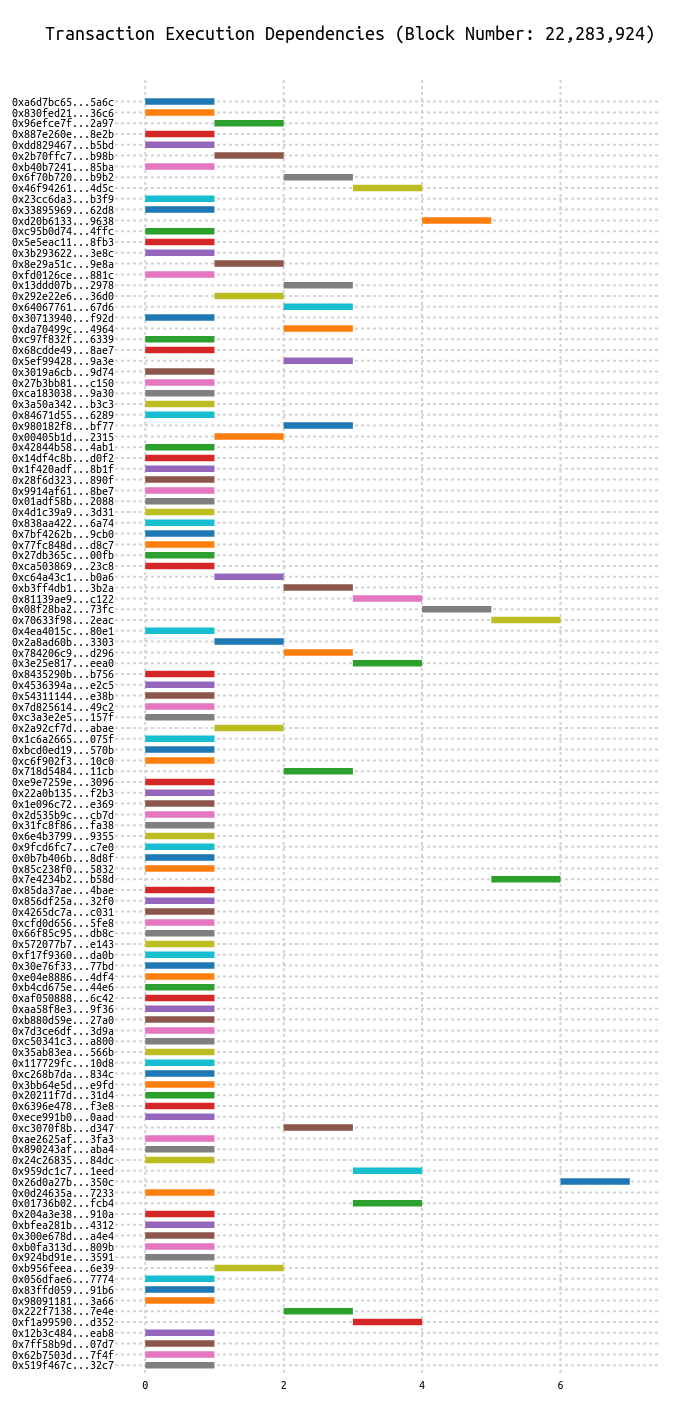 Transaction Execution Dependencies (Block Number: 22,283,924)
0xa6d7bc65...5a6c
0x830fed21...36c6
0x96efce7f...2a97
0x887e260e...8e2b
0xdd829467...b5bd
0x2b70ffc7...b98b
0xb40b7241...85ba
0x6f70b720...b9b2
0x46f94261...4d5c
0x23cc6da3...b3f9
0x33895969...62d8
0xd20b6133...9638
0xc95b0d74...4ffc
0x5e5eac11...8fb3
0x3b293622...3e8c
0x8e29a51c...9e8a
0xfd0126ce...881c
0x13ddd07b...2978
0x292e22e6...36d0
0x64067761...67d6
0x30713940...f92d
0xda70499c...4964
0xc97f832f...6339
0x68cdde49...8ae7
0x5ef99428...9a3e
0x3019a6cb...9d74
0x27b3bb81...c150
0xca183038...9a30
0x3a50a342...b3c3
0x84671d55...6289
0x980182f8...bf77
0x00405b1d...2315
0x42844b58...4ab1
0x14df4c8b...d0f2
0x1f420adf...8b1f
0x28f6d323...890f
0x9914af61...8be7
0x01adf58b...2088
0x4d1c39a9...3d31
0x838aa422...6a74
0x7bf4262b...9cb0
0x77fc848d...d8c7
0x27db365c...00fb
0xca503869...23c8
0xc64a43c1...b0a6
0xb3ff4db1...3b2a
0x81139ae9...c122
0x08f28ba2...73fc
0x70633f98...2eac
0x4ea4015c...80e1
0x2a8ad60b...3303
0x784206c9...d296
0x3e25e817...eea0
0x8435290b...b756
0x4536394a...e2c5
0x54311144...e38b
0x7d825614...49c2
0xc3a3e2e5...157f
0x2a92cf7d...abae
0x1c6a2665...075f
0xbcd0ed19...570b
0xc6f902f3...10c0
0x718d5484...11cb
0xe9e7259e...3096
0x22a0b135...f2b3
0x1e096c72...e369
0x2d535b9c...cb7d
0x31fc8f86...fa38
0x6e4b3799...9355
0x9fcd6fc7...c7e0
0x0b7b406b...8d8f
0x85c238f0...5832
0x7e4234b2...b58d
0x85da37ae...4bae
0x856df25a...32f0
0x4265dc7a...c031
0xcfd0d656...5fe8
0x66f85c95...db8c
0x572077b7...e143
0xf17f9360...da0b
0x30e76f33...77bd
0xe04e8886...4df4
0xb4cd675e...44e6
0xaf050888...6c42
0xaa58f8e3...9f36
0xb880d59e...27a0
0x7d3ce6df...3d9a
0xc50341c3...a800
0x35ab83ea...566b
0x117729fc...10d8
0xc268b7da...834c
0x3bb64e5d...e9fd
0x20211f7d...31d4
0x6396e478...f3e8
0xece991b0...0aad
0xc3070f8b...d347
0xae2625af...3fa3
0x890243af...aba4
0x24c26835...84dc
0x959dc1c7...1eed
0x26d0a27b...350c
0x0d24635a...7233
0x01736b02...fcb4
0x204a3e38...910a
0xbfea281b...4312
0x300e678d...a4e4
0xb0fa313d...809b
0x924bd91e...3591
0xb956feea...6e39
0x056dfae6...7774
0x83ffd059...91b6
0x98091181...3a66
0x222f7138...7e4e
0xf1a99590...d352
0x12b3c484...eab8
0x7ff58b9d...07d7
0x62b7503d...7f4f
0x519f467c...32c7
0 2 4 6